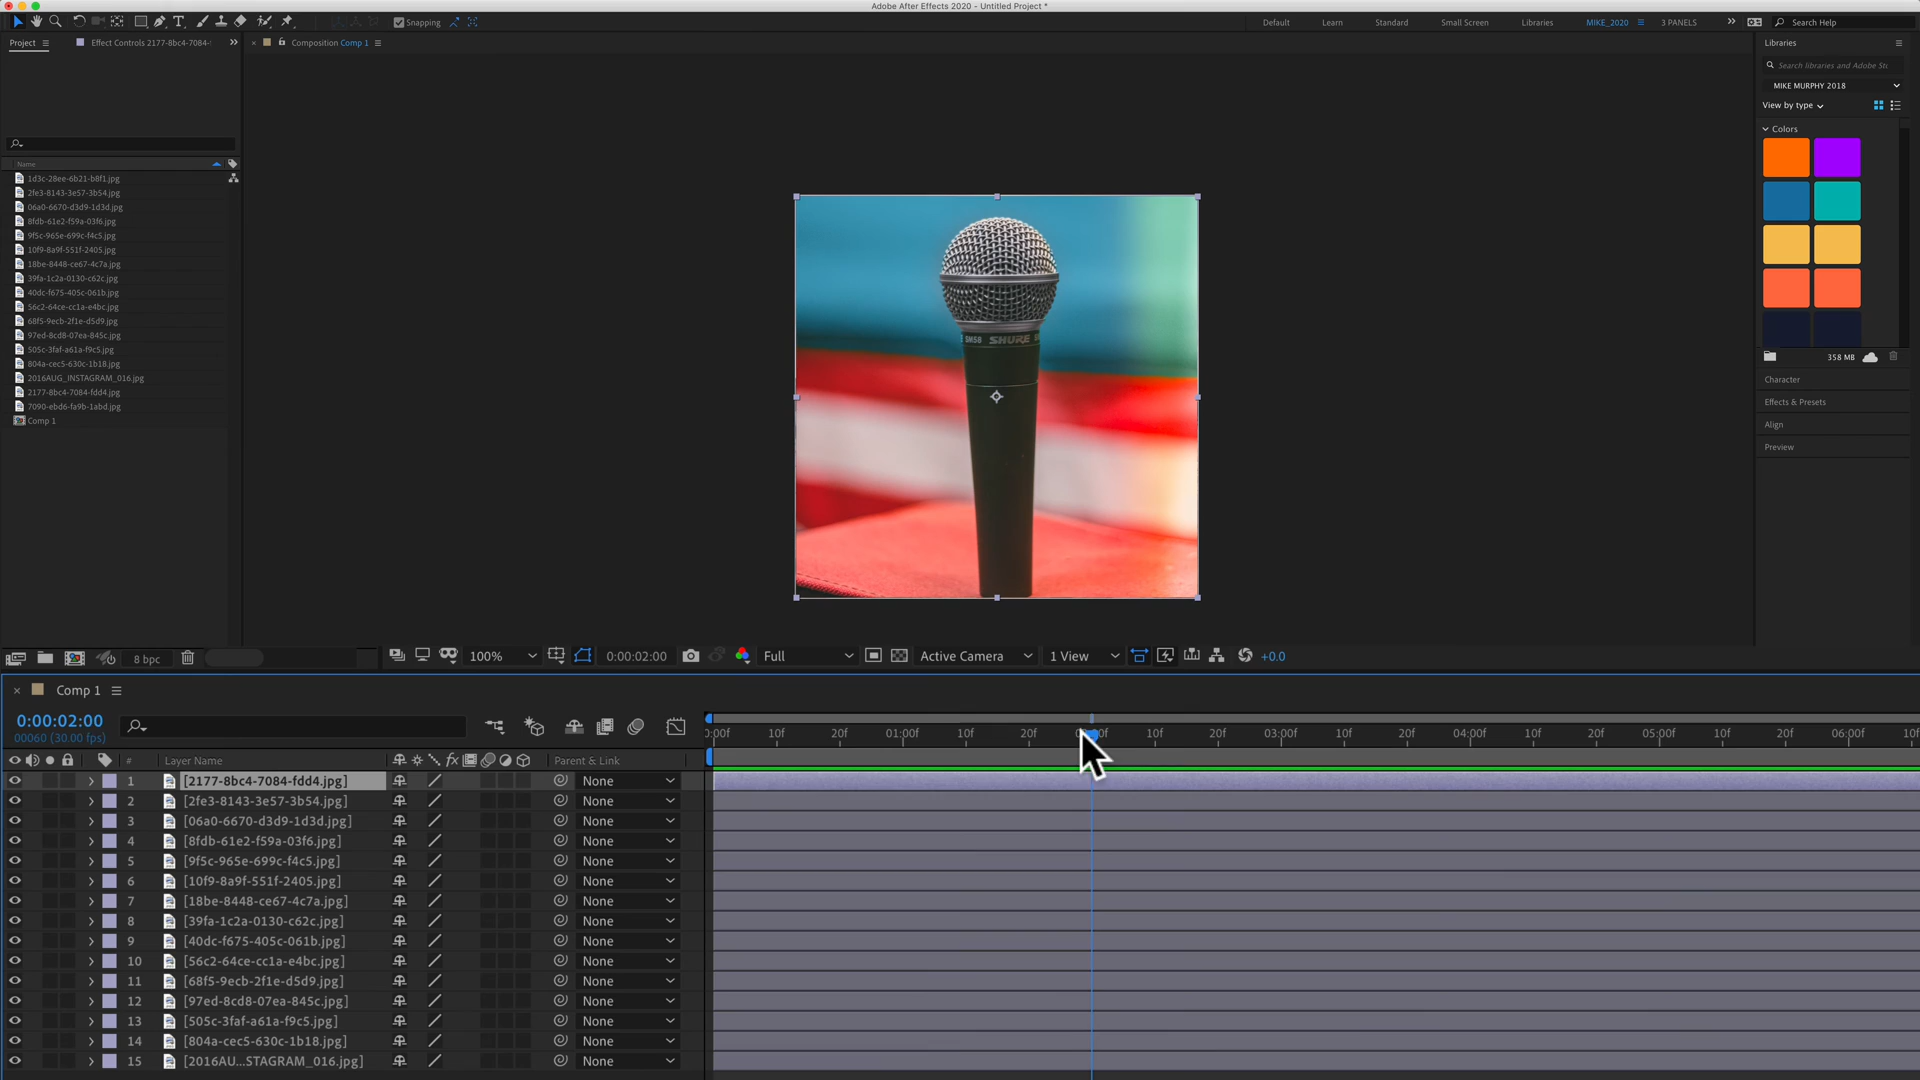 Adobe After Effects 2020 - Untitled Project *
Snapping
Default
Learn
Standard
Small Screen
Libraries
MIKE_2020
3 PANELS
Search Help
Project
Effect Controls 2177-8bc4-7084-
Composition Comp 1
Libraries
Search libraries and Adobe Sto
MIKE MURPHY 2018
View by type
Colors
Name
1d3c-28ee-6b21-b8f1.jpg
2fe3-8143-3e57-3b54.jpg
06a0-6670-d3d9-1d3d.jpg
8fdb-61e2-f59a-03f6.jpg
9f5c-965e-699c-f4c5.jpg
10f9-8a9f-551f-2405.jpg
18be-8448-ce67-4c7a.jpg
39fa-1c2a-0130-c62c.jpg
40dc-f675-405c-061b.jpg
56c2-64ce-cc1a-e4bc.jpg
68f5-9ecb-2f1e-d5d9.jpg
97ed-8cd8-07ea-845c.jpg
505c-3faf-a61a-f9c5.jpg
804a-cec5-630c-1b18.jpg
2016AUG_INSTAGRAM_016.jpg
2177-8bc4-7084-fdd4.jpg
7090-ebd6-fa9b-1abd.jpg
Comp 1
SM58 SHURE
358 MB
Character
Effects & Presets
Align
Preview
8 bpc
100%
0:00:02:00
Full
Active Camera
1 View
+0.0
Comp 1
0:00:02:00
00060 (30.00 fps)
0:00f 10f 20f 01:00f 10f 20f 10f 20f 03:00f 10f 20f 04:00f 10f 20f 05:00f 10f 20f 06:00f 10f
# Layer Name fx Parent & Link
1 [2177-8bc4-7084-fdd4.jpg] None
2 [2fe3-8143-3e57-3b54.jpg] None
3 [06a0-6670-d3d9-1d3d.jpg] None
4 [8fdb-61e2-f59a-03f6.jpg] None
5 [9f5c-965e-699c-f4c5.jpg] None
6 [10f9-8a9f-551f-2405.jpg] None
7 [18be-8448-ce67-4c7a.jpg] None
8 [39fa-1c2a-0130-c62c.jpg] None
9 [40dc-f675-405c-061b.jpg] None
10 [56c2-64ce-cc1a-e4bc.jpg] None
11 [68f5-9ecb-2f1e-d5d9.jpg] None
12 [97ed-8cd8-07ea-845c.jpg] None
13 [505c-3faf-a61a-f9c5.jpg] None
14 [804a-cec5-630c-1b18.jpg] None
15 [2016AU...STAGRAM_016.jpg] None